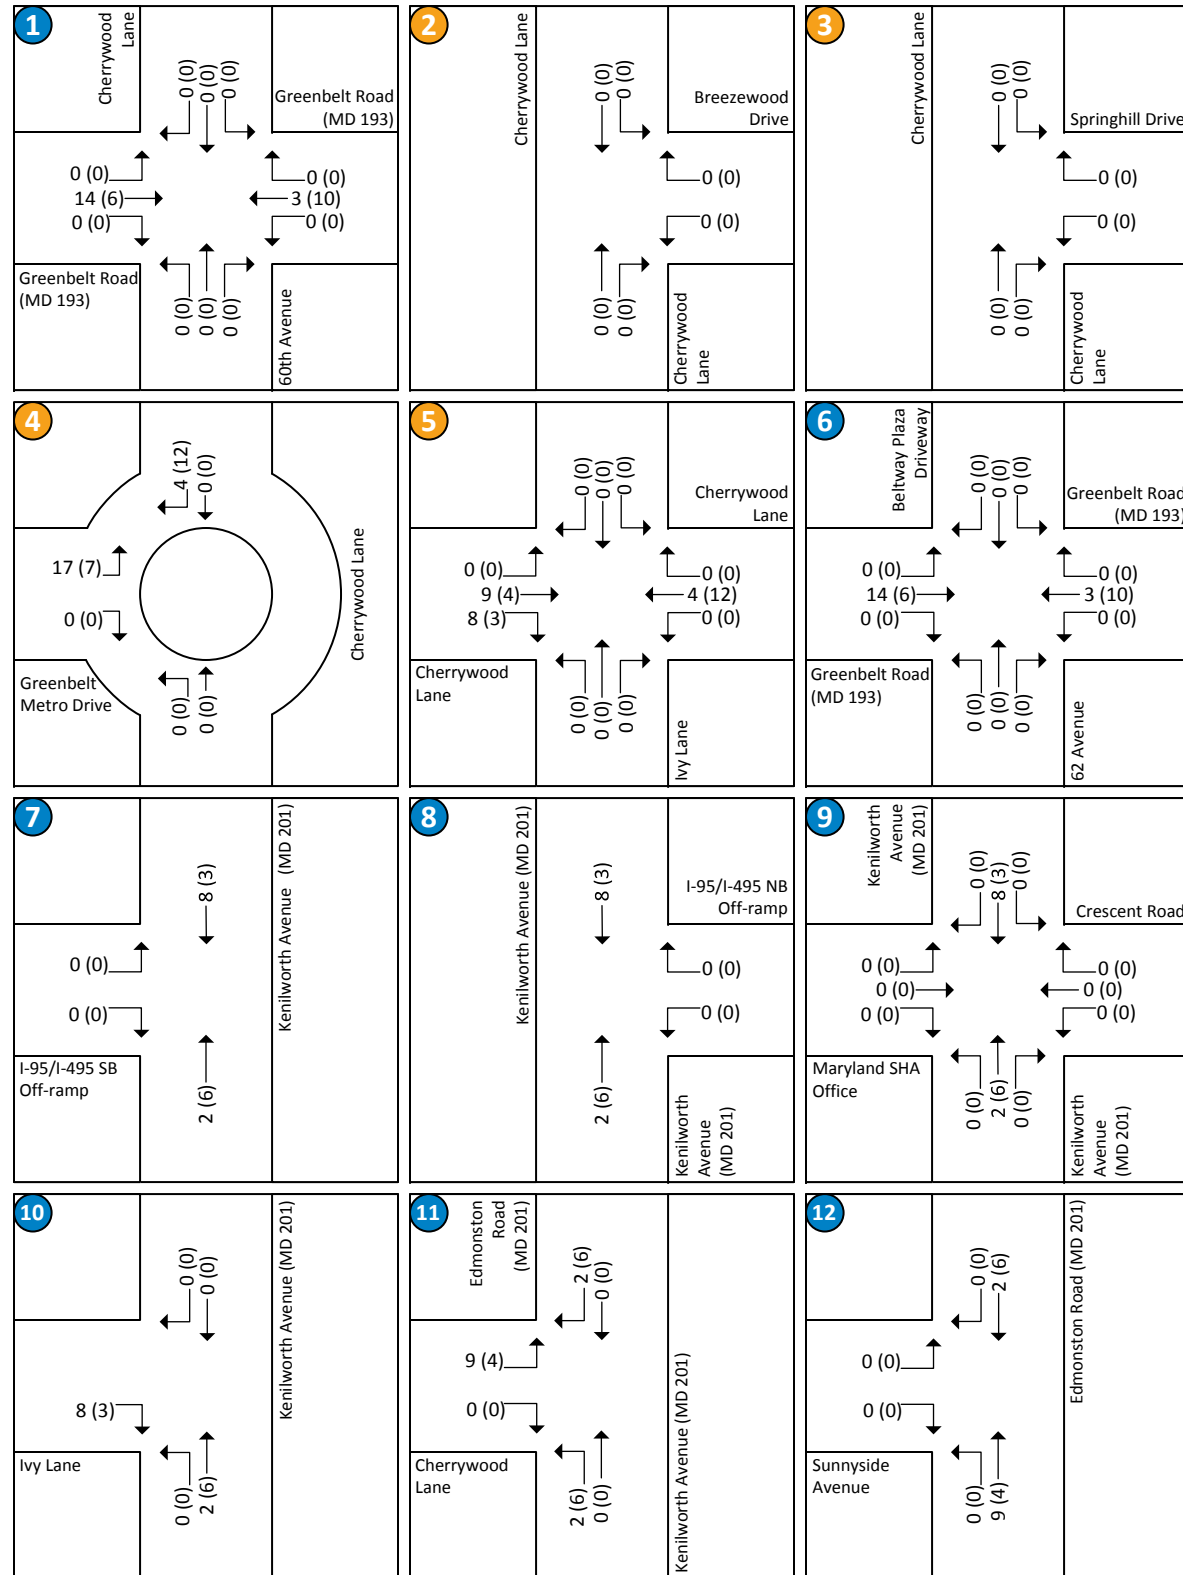 1
Cherrywood
Lane
0 (0)
0 (0)
0 (0)
Greenbelt Road
(MD 193)
0 (0)
14 (6)
0 (0)
0 (0)
3 (10)
0 (0)
Greenbelt Road
(MD 193)
0 (0)
0 (0)
0 (0)
60th Avenue
2
Cherrywood Lane
0 (0)
0 (0)
Breezewood
Drive
0 (0)
0 (0)
0 (0)
0 (0)
Cherrywood
Lane
3
Cherrywood Lane
0 (0)
0 (0)
Springhill Drive
0 (0)
0 (0)
0 (0)
0 (0)
Cherrywood
Lane
4
4 (12)
0 (0)
17 (7)
0 (0)
Greenbelt
Metro Drive
0 (0)
0 (0)
Cherrywood Lane
5
0 (0)
0 (0)
0 (0)
Cherrywood
Lane
0 (0)
9 (4)
8 (3)
0 (0)
4 (12)
0 (0)
Cherrywood
Lane
0 (0)
0 (0)
0 (0)
Ivy Lane
6
Beltway Plaza
Driveway
0 (0)
0 (0)
0 (0)
Greenbelt Road
(MD 193)
0 (0)
14 (6)
0 (0)
0 (0)
3 (10)
0 (0)
Greenbelt Road
(MD 193)
0 (0)
0 (0)
0 (0)
62 Avenue
7
8 (3)
Kenilworth Avenue (MD 201)
0 (0)
0 (0)
I-95/I-495 SB
Off-ramp
2 (6)
8
Kenilworth Avenue (MD 201)
8 (3)
I-95/I-495 NB
Off-ramp
0 (0)
0 (0)
2 (6)
Kenilworth
Avenue
(MD 201)
9
Kenilworth
Avenue
(MD 201)
0 (0)
8 (3)
0 (0)
Crescent Road
0 (0)
0 (0)
0 (0)
0 (0)
0 (0)
0 (0)
Maryland SHA
Office
0 (0)
2 (6)
0 (0)
Kenilworth
Avenue
(MD 201)
10
0 (0)
0 (0)
Kenilworth Avenue (MD 201)
8 (3)
Ivy Lane
0 (0)
2 (6)
11
Edmonston
Road
(MD 201)
2 (6)
0 (0)
9 (4)
0 (0)
Cherrywood
Lane
2 (6)
0 (0)
Kenilworth Avenue (MD 201)
12
0 (0)
2 (6)
Edmonston Road (MD 201)
0 (0)
0 (0)
Sunnyside
Avenue
0 (0)
9 (4)